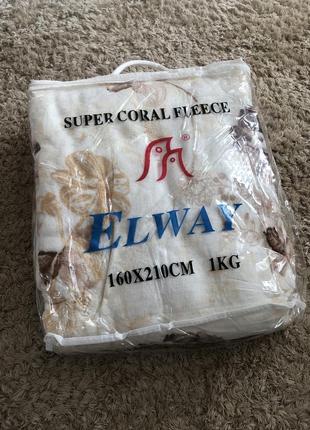 SUPER CORAL FLEECE
®
ELWAY
160X210CM 1KG